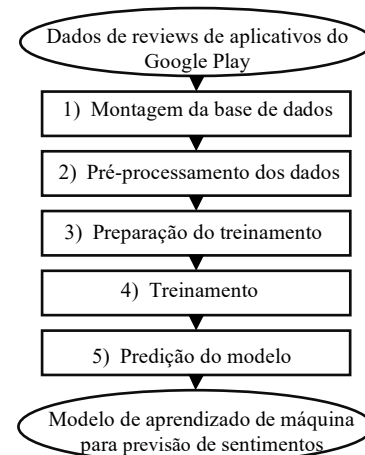 Dados de reviews de aplicativos do
Google Play
1) Montagem da base de dados
2) Pré-processamento dos dados
3) Preparação do treinamento
4) Treinamento
5) Predição do modelo
Modelo de aprendizado de máquina
para previsão de sentimentos